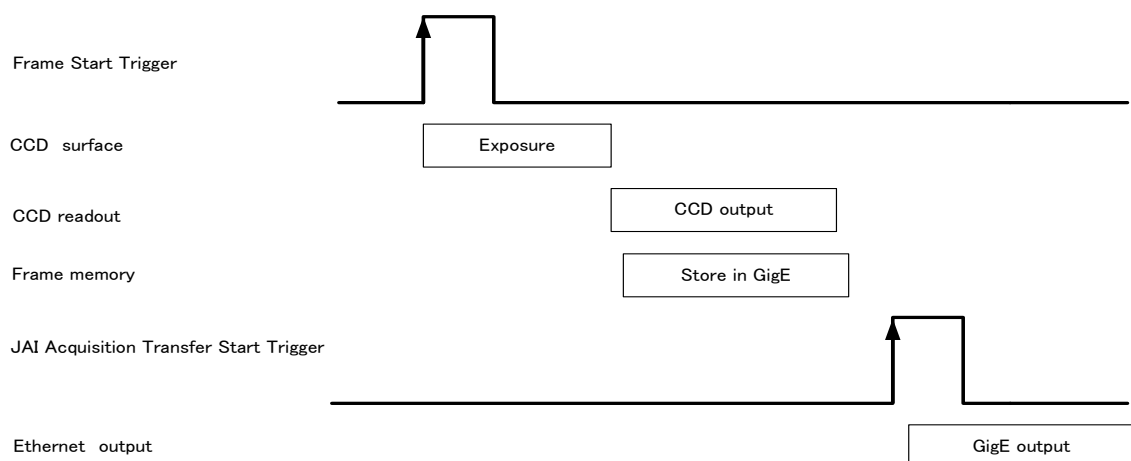 Frame Start Trigger
CCD surface
Exposure
CCD readout
CCD output
Frame memory
Store in GigE
JAI Acquisition Transfer Start Trigger
Ethernet output
GigE output